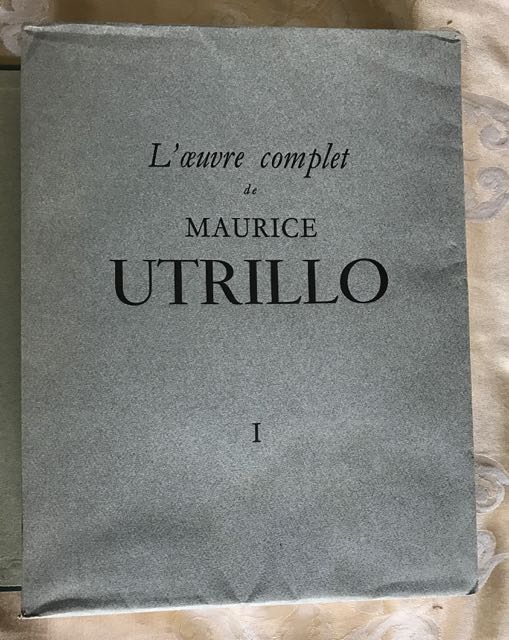 L'œuvre complet
de
MAURICE
UTRILLO
I